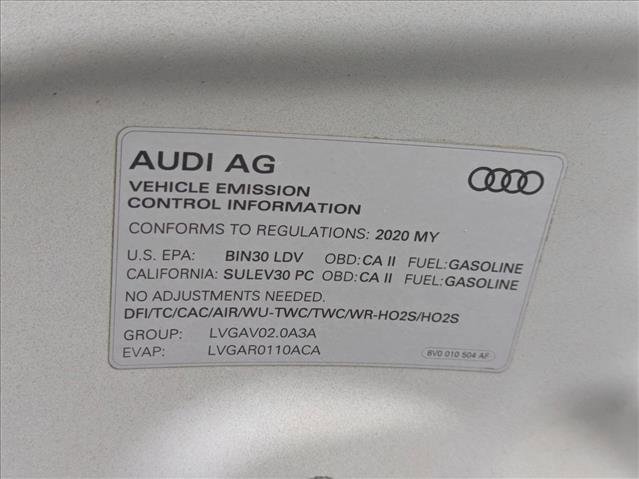 AUDI AG
VEHICLE EMISSION
CONTROL INFORMATION
CONFORMS TO REGULATIONS: 2020 MY
U.S. EPA: BIN30 LDV OBD: CA II FUEL: GASOLINE
CALIFORNIA: SULEV30 PC OBD: CA II FUEL: GASOLINE
NO ADJUSTMENTS NEEDED.
DFI/TC/CAC/AIR/WU-TWC/TWC/WR-HO2S/HO2S
GROUP: LVGAV02.0A3A
EVAP: LVGAR0110ACA
8V0 010 504 AF